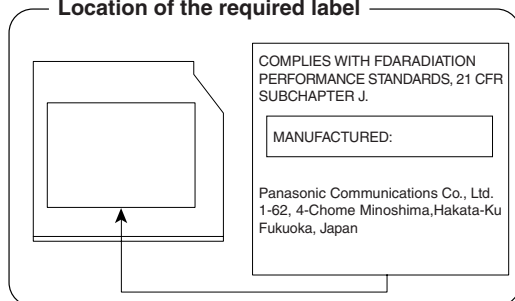 Location of the required label
COMPLIES WITH FDARADIATION
PERFORMANCE STANDARDS, 21 CFR
SUBCHAPTER J.
MANUFACTURED:
Panasonic Communications Co., Ltd.
1-62, 4-Chome Minoshima,Hakata-Ku
Fukuoka, Japan